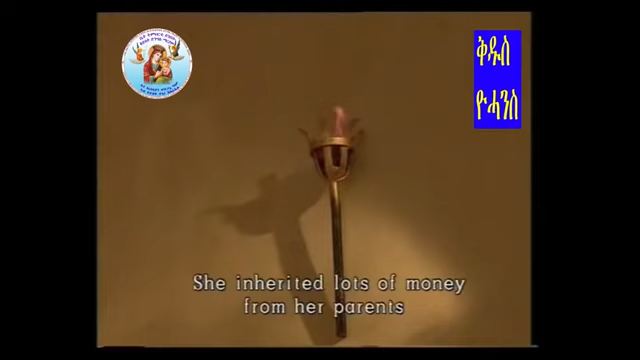 ቅዱስ
ዮሓንስ
She inherited lots of money
from her parents